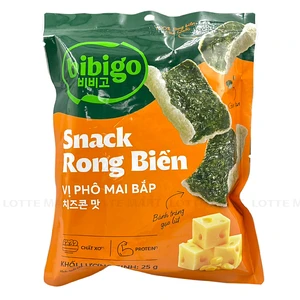 bibigo
비비고
Snack
Rong Biển
VỊ PHÔ MAI BẮP
치즈콘 맛
Bánh tráng
gạo lứt
CHẤT XƠ
PROTEIN
KHỐI LƯỢNG TỊNH: 25 g
LOTTE MART